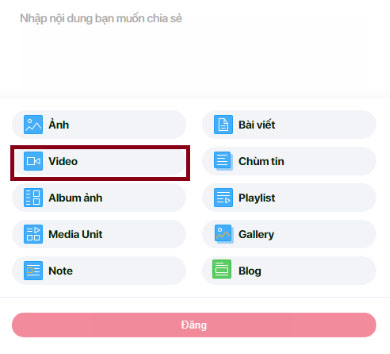 Nhập nội dung bạn muốn chia sẻ
Ảnh
Bài viết
Video
Chùm tin
Album ảnh
Playlist
Media Unit
Gallery
Note
Blog
Đăng